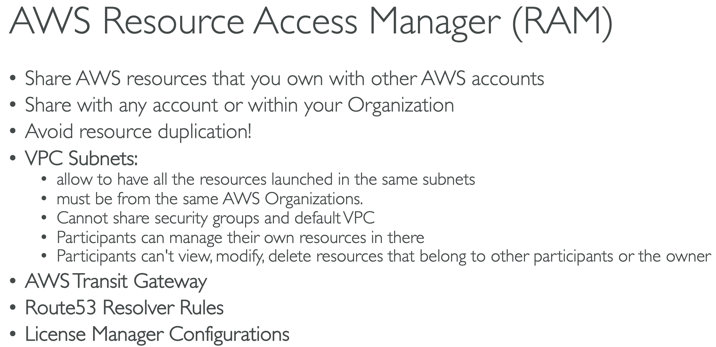 AWS Resource Access Manager (RAM)
• Share AWS resources that you own with other AWS accounts
• Share with any account or within your Organization
• Avoid resource duplication!
• VPC Subnets:
• allow to have all the resources launched in the same subnets
• must be from the same AWS Organizations.
• Cannot share security groups and default VPC
• Participants can manage their own resources in there
• Participants can't view, modify, delete resources that belong to other participants or the owner
• AWS Transit Gateway
• Route53 Resolver Rules
• License Manager Configurations